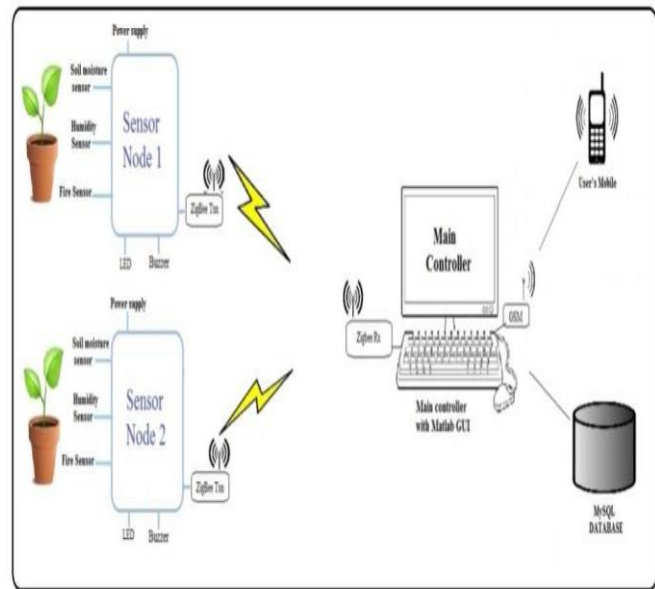 Power supply
Soil moisture
sensor
Humidity
Sensor
Fire Sensor
Sensor
Node 1
ZigBee Txn
LED
Buzzer
Power supply
Soil moisture
sensor
Humidity
Sensor
Fire Sensor
Sensor
Node 2
ZigBee Txn
LED
Buzzer
Zigbee Rx
Main
Controller
GSM
Main controller
with Matlab GUI
User's Mobile
MySQL
DATABASE